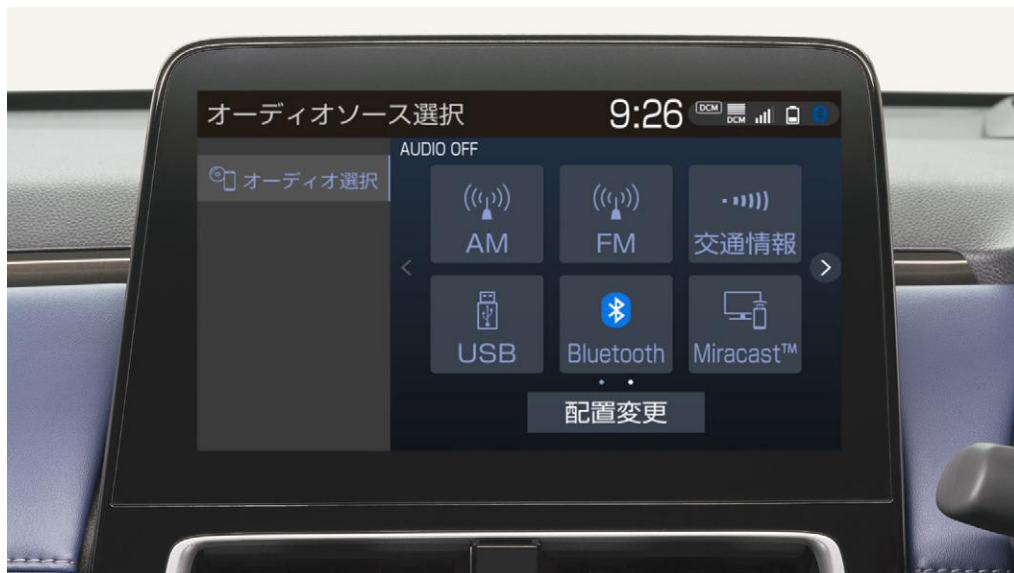 オーディオソース選択 9:26 DCM DCM
AUDIO OFF
オーディオ選択
AM FM 交通情報
USB Bluetooth Miracast™
配置変更